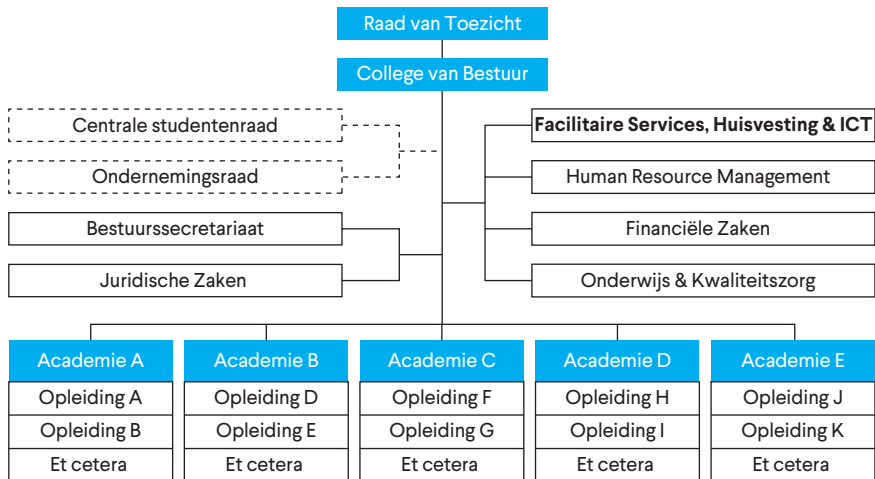 Raad van Toezicht
College van Bestuur
Centrale studentenraad
Ondernemingsraad
Bestuurssecretariaat
Juridische Zaken
Facilitaire Services, Huisvesting & ICT
Human Resource Management
Financiële Zaken
Onderwijs & Kwaliteitszorg
Academie A
Opleiding A
Opleiding B
Et cetera
Academie B
Opleiding D
Opleiding E
Et cetera
Academie C
Opleiding F
Opleiding G
Et cetera
Academie D
Opleiding H
Opleiding I
Et cetera
Academie E
Opleiding J
Opleiding K
Et cetera